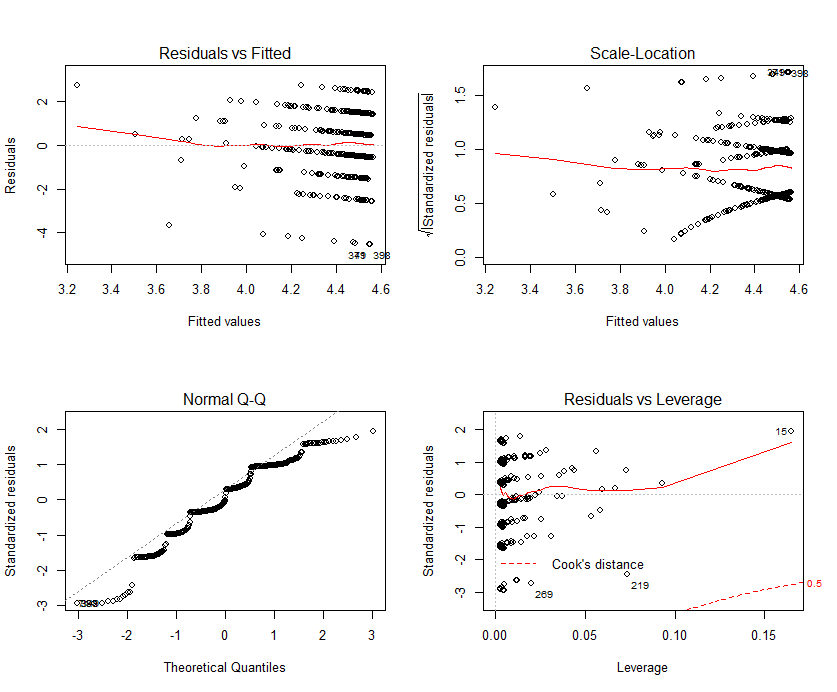 Residuals vs Fitted
Residuals
2
0
-2
-4
398
3.2 3.4 3.6 3.8 4.0 4.2 4.4 4.6
Fitted values
Scale-Location
√|Standardized residuals|
1.5
1.0
0.5
0.0
398
3.2 3.4 3.6 3.8 4.0 4.2 4.4 4.6
Fitted values
Normal Q-Q
Standardized residuals
2
1
0
-1
-2
-3
-3 -2 -1 0 1 2 3
Theoretical Quantiles
Residuals vs Leverage
Standardized residuals
2
1
0
-1
-2
-3
15
Cook's distance
219
269
0.5
0.00 0.05 0.10 0.15
Leverage